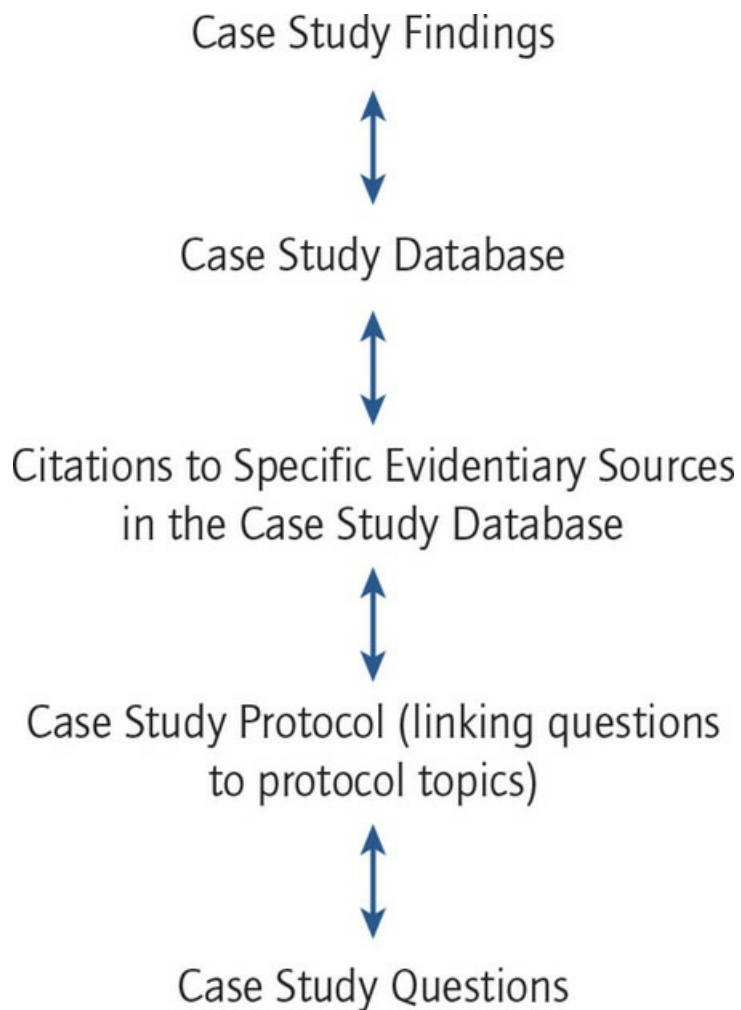 Case Study Findings
Case Study Database
Citations to Specific Evidentiary Sources
in the Case Study Database
Case Study Protocol (linking questions
to protocol topics)
Case Study Questions